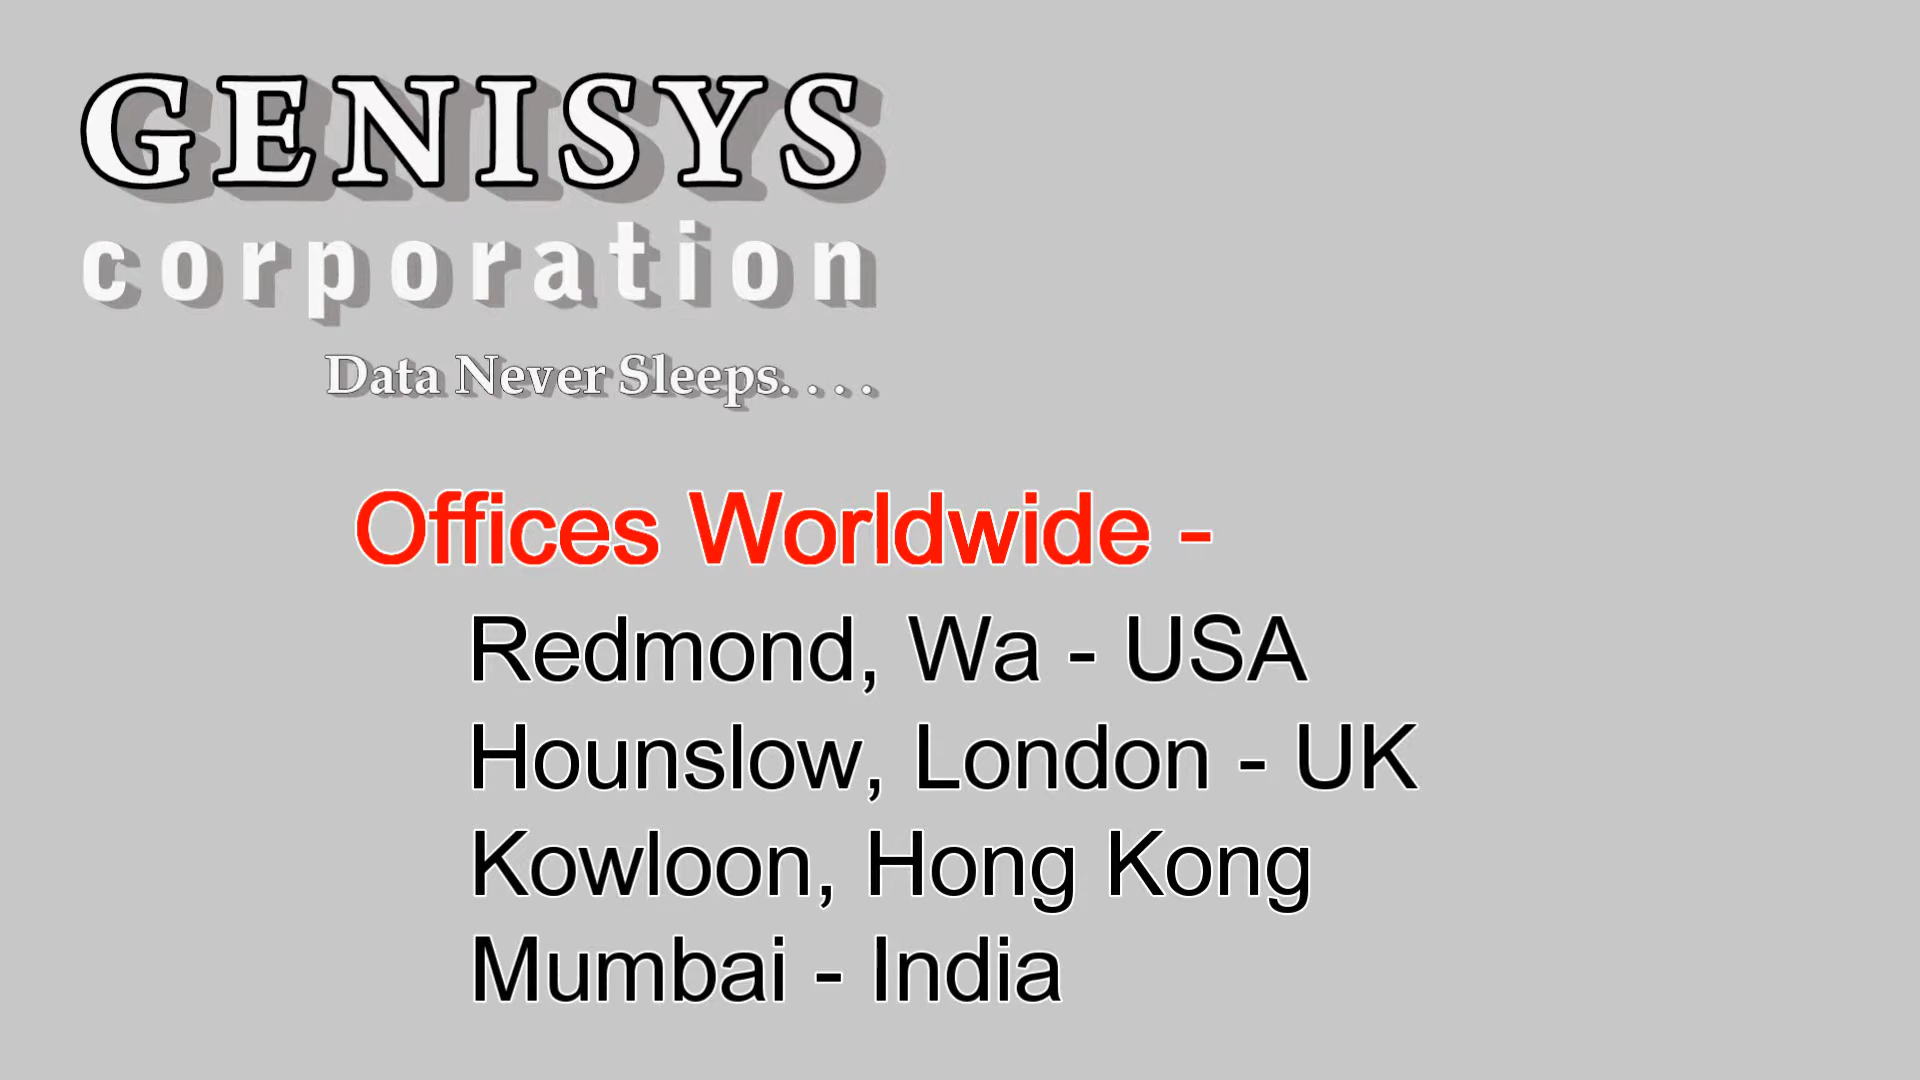 GENISYS
corporation
Data Never Sleeps. . . .
Offices Worldwide -
Redmond, Wa - USA
Hounslow, London - UK
Kowloon, Hong Kong
Mumbai - India